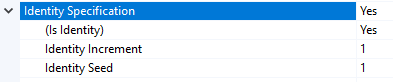 Identity Specification Yes
(Is Identity) Yes
Identity Increment 1
Identity Seed 1